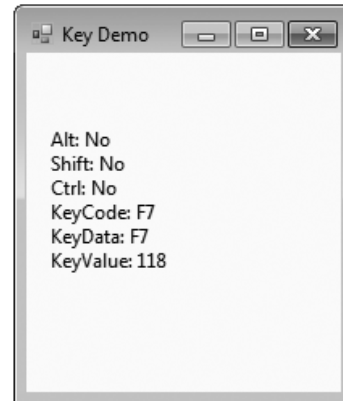 Key Demo
Alt: No
Shift: No
Ctrl: No
KeyCode: F7
KeyData: F7
KeyValue: 118